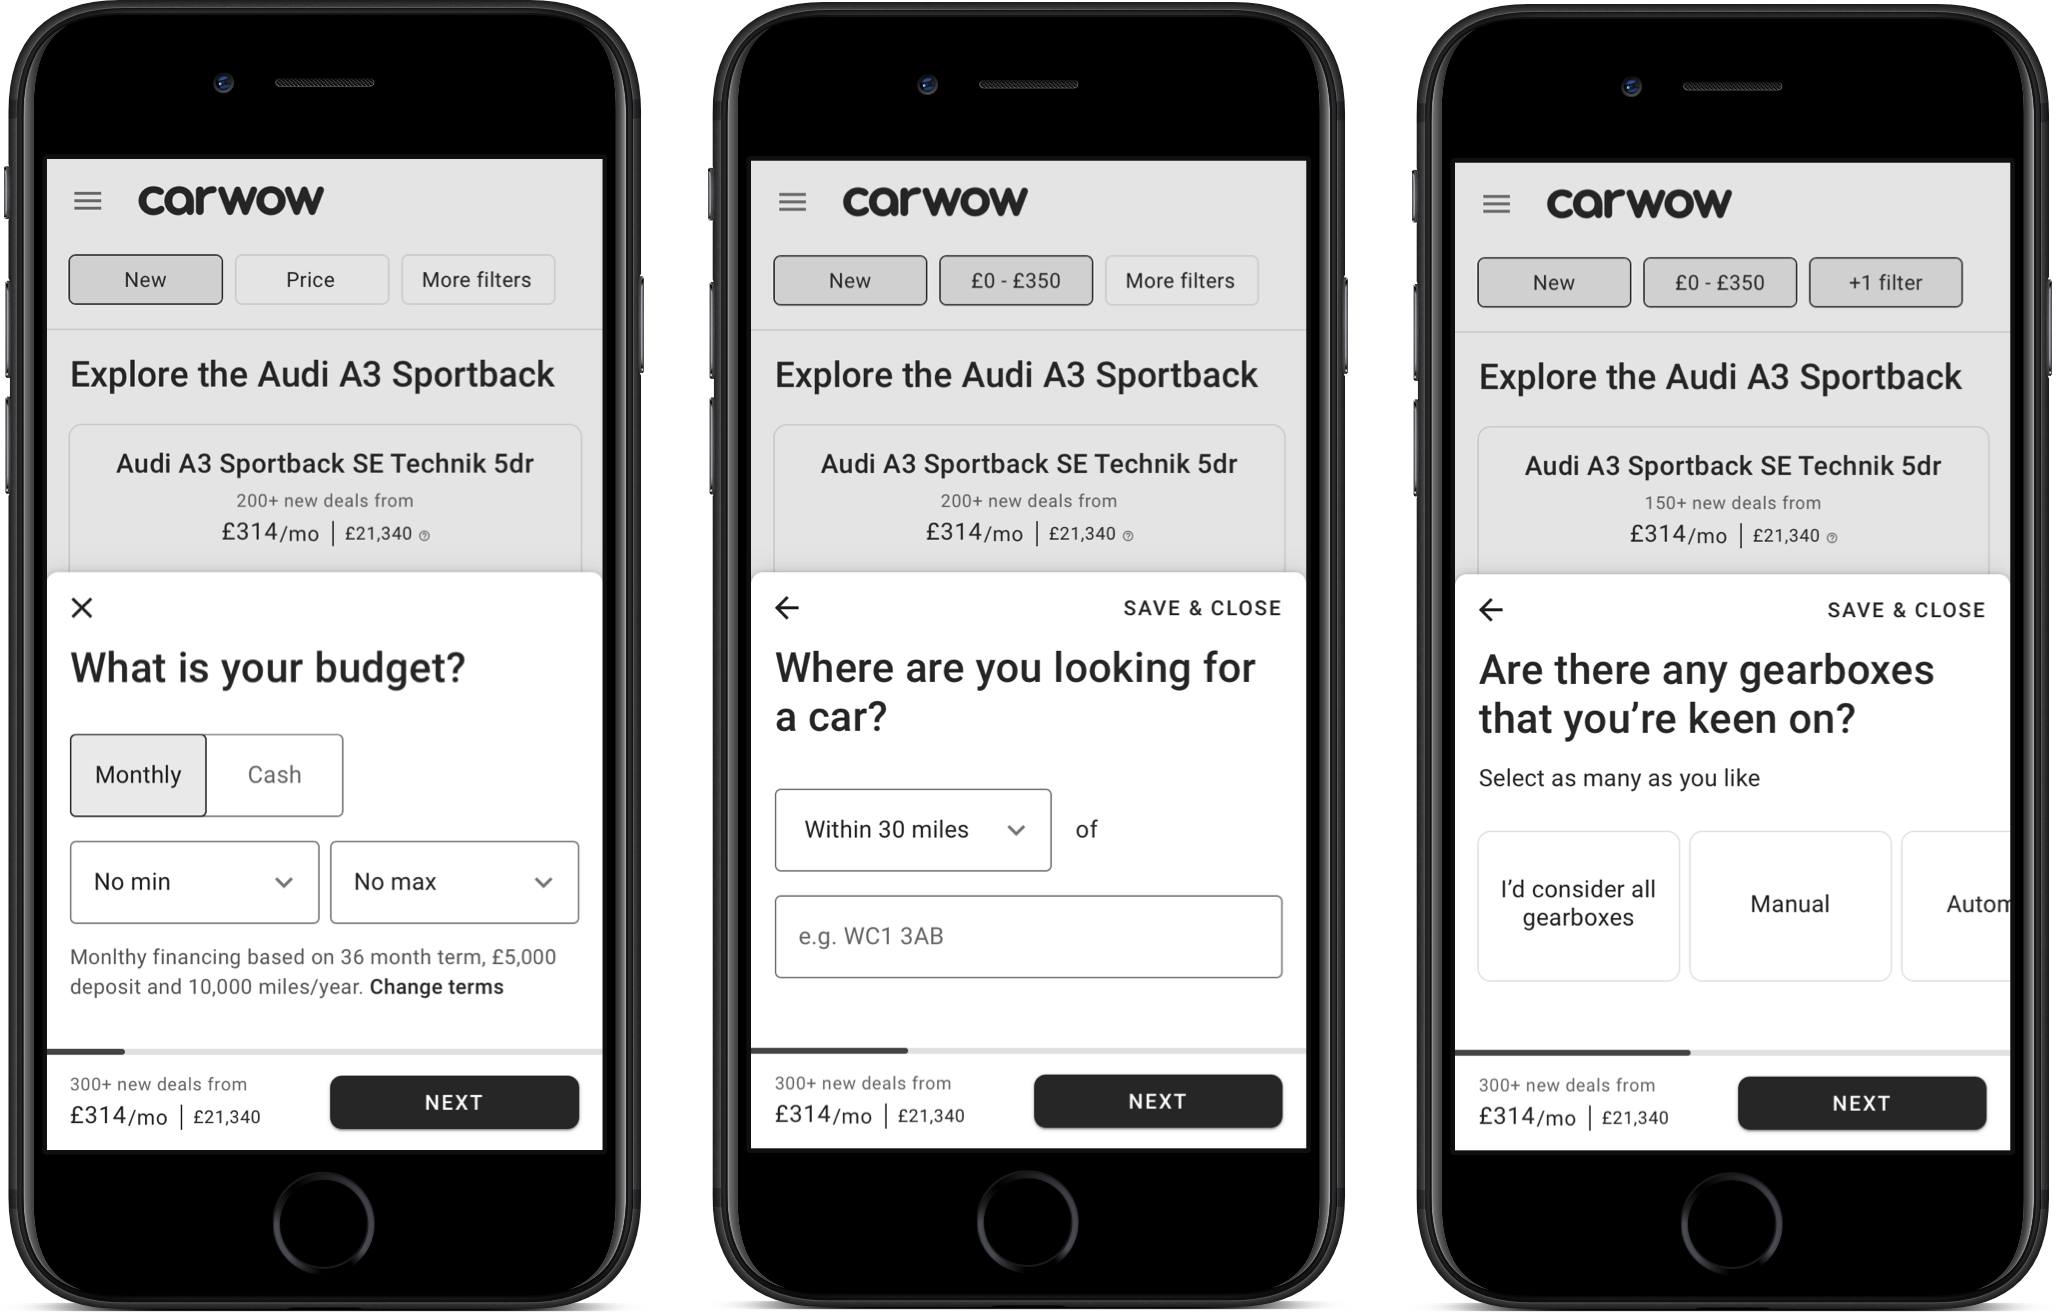 carwow
New Price More filters
Explore the Audi A3 Sportback
Audi A3 Sportback SE Technik 5dr
200+ new deals from
£314/mo | £21,340 ?
What is your budget?
Monthly Cash
No min No max
Monlthy financing based on 36 month term, £5,000
deposit and 10,000 miles/year. Change terms
300+ new deals from
£314/mo | £21,340
NEXT
carwow
New £0 - £350 More filters
Explore the Audi A3 Sportback
Audi A3 Sportback SE Technik 5dr
200+ new deals from
£314/mo | £21,340 ?
SAVE & CLOSE
Where are you looking for
a car?
Within 30 miles of
e.g. WC1 3AB
300+ new deals from
£314/mo | £21,340
NEXT
carwow
New £0 - £350 +1 filter
Explore the Audi A3 Sportback
Audi A3 Sportback SE Technik 5dr
150+ new deals from
£314/mo | £21,340 ?
SAVE & CLOSE
Are there any gearboxes
that you’re keen on?
Select as many as you like
I’d consider all
gearboxes
Manual
Autom
300+ new deals from
£314/mo | £21,340
NEXT